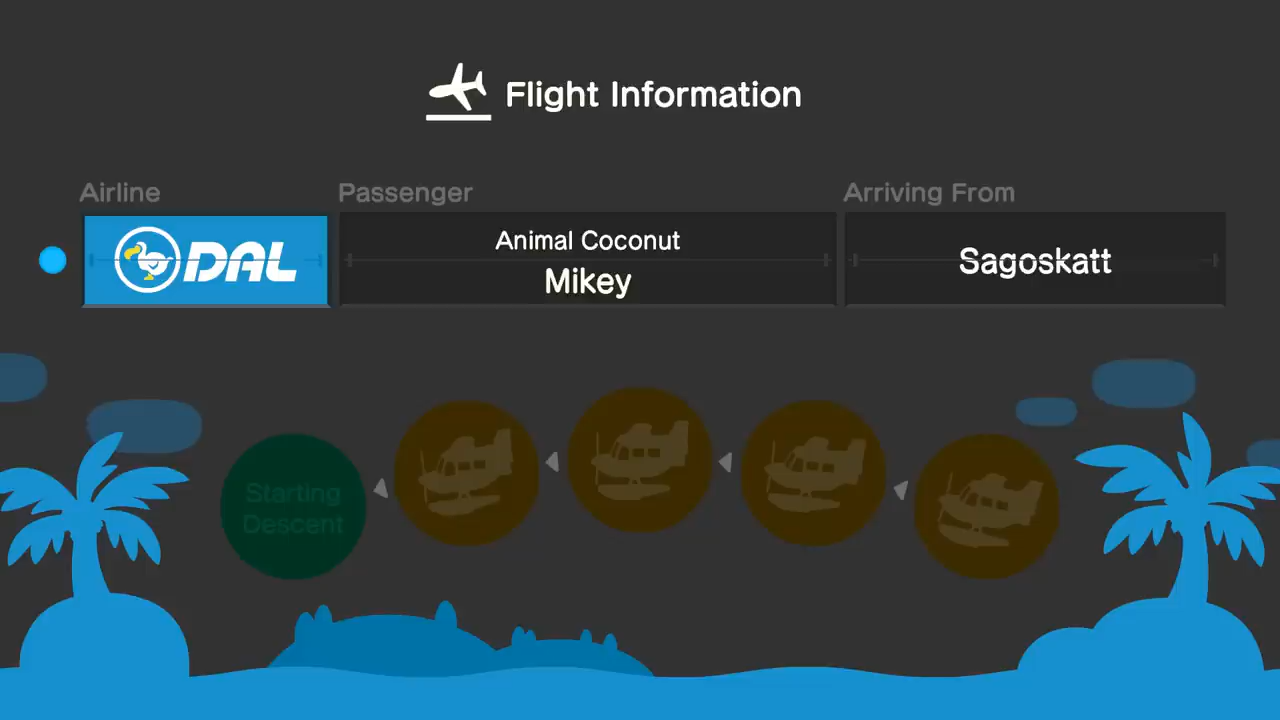 Flight Information
Airline
Passenger
Arriving From
DAL
Animal Coconut
Mikey
Sagoskatt
Starting
Descent